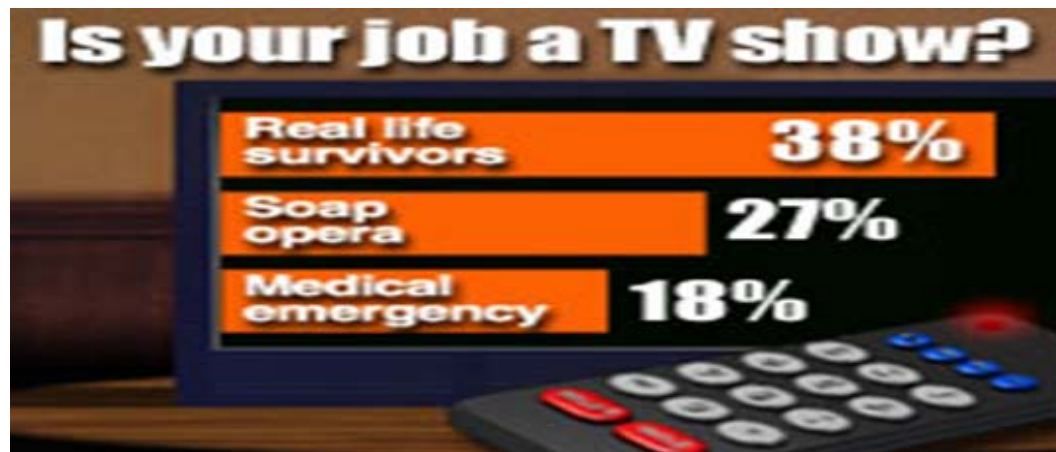 Is your job a TV show?
Real life
survivors
38%
Soap
opera
27%
Medical
emergency
18%